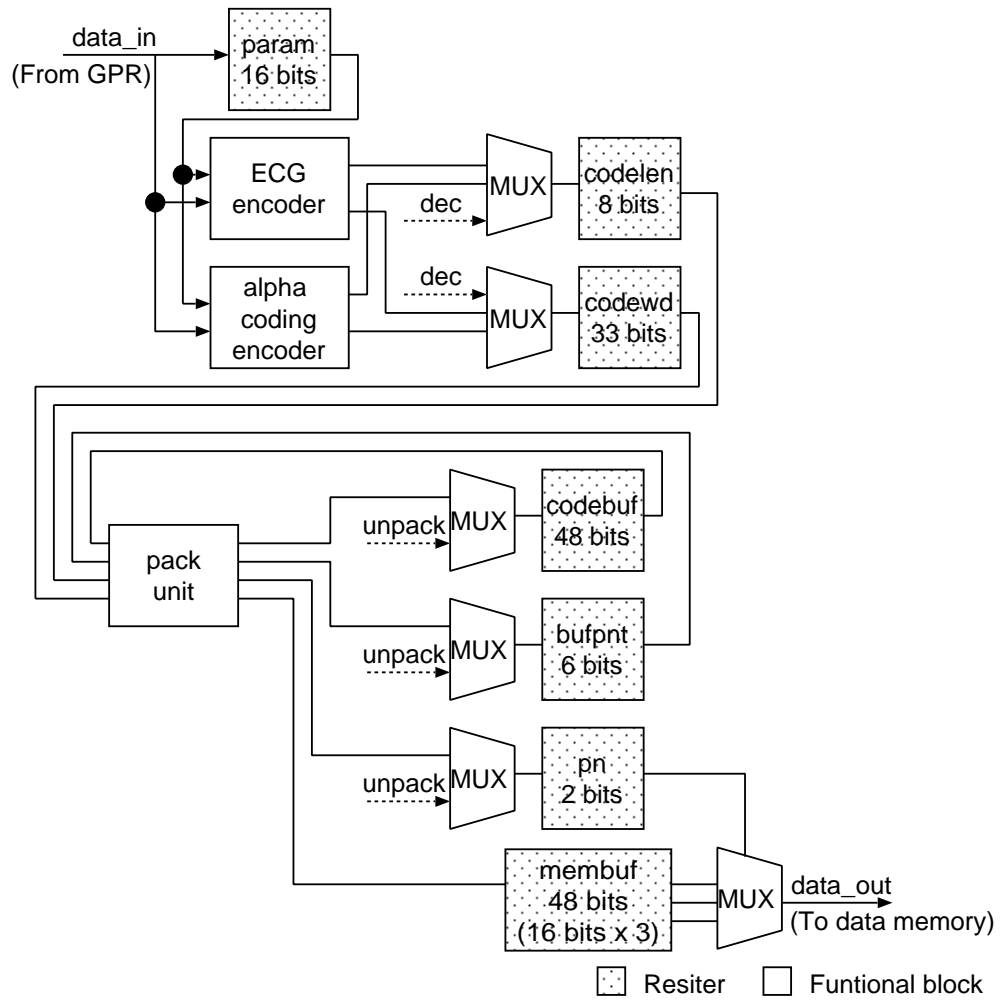 data_in
(From GPR)
param
16 bits
ECG
encoder
MUX
dec
codelen
8 bits
alpha
coding
encoder
dec
MUX
codewd
33 bits
pack
unit
unpack
MUX
codebuf
48 bits
unpack
MUX
bufpnt
6 bits
unpack
MUX
pn
2 bits
membuf
48 bits
(16 bits x 3)
MUX
data_out
(To data memory)
Resiter
Funtional block